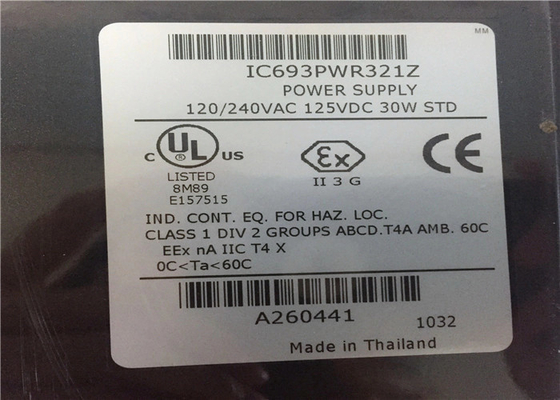 MM
IC693PWR321Z
POWER SUPPLY
120/240VAC 125VDC 30W STD
C UL US
LISTED
8M89
E157515
Ex
II 3 G
CE
IND. CONT. EQ. FOR HAZ. LOC.
CLASS 1 DIV 2 GROUPS ABCD.T4A AMB. 60C
EEx nA IIC T4 X
0C<Ta<60C
A260441
1032
Made in Thailand